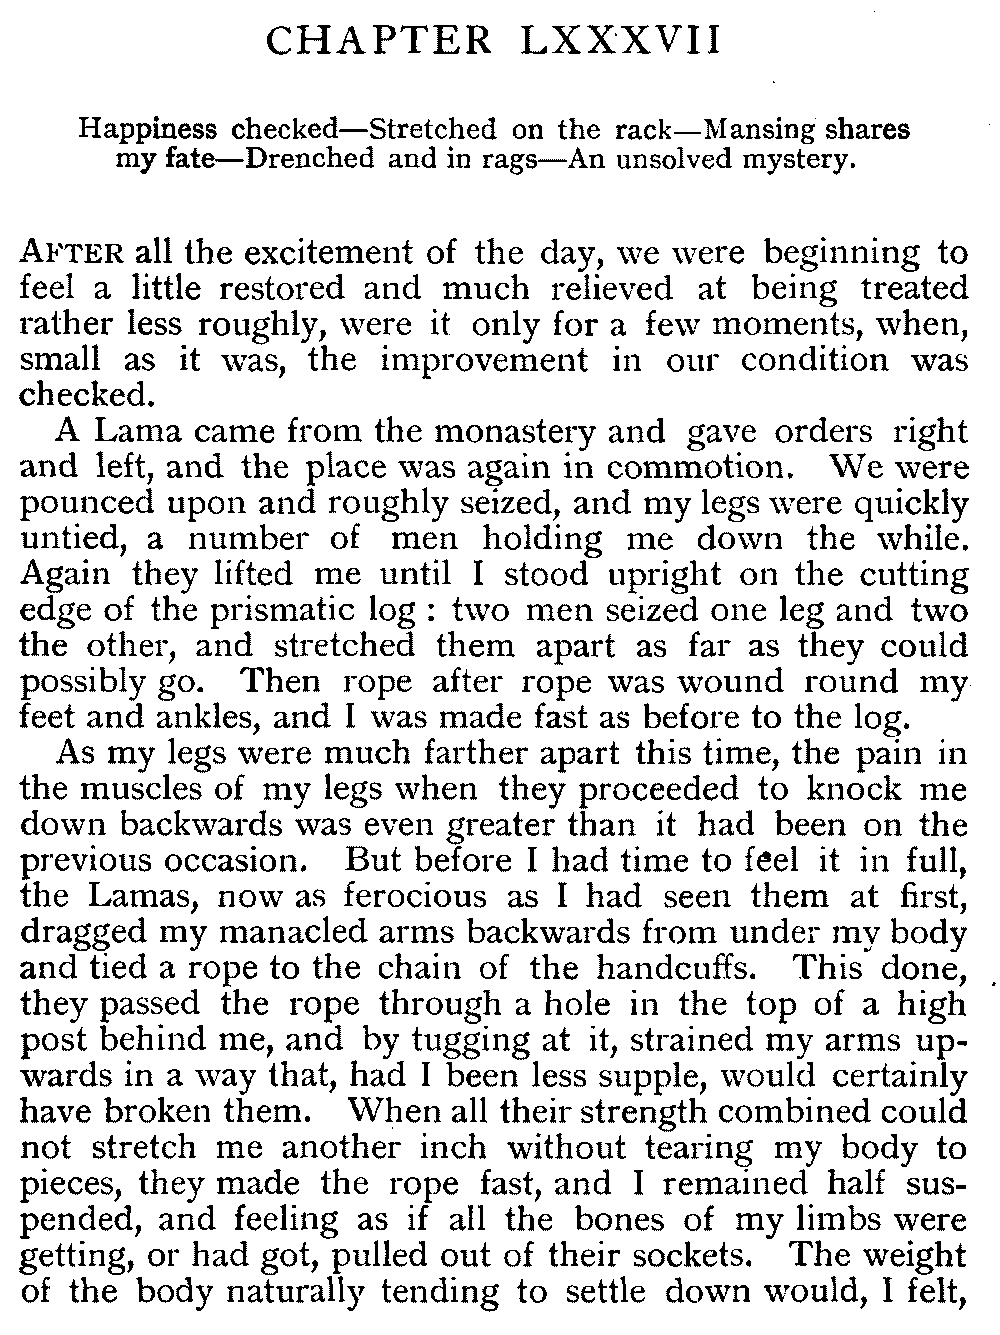 CHAPTER LXXXVII
Happiness checked—Stretched on the rack—Mansing shares
my fate—Drenched and in rags—An unsolved mystery.
AFTER all the excitement of the day, we were beginning to
feel a little restored and much relieved at being treated
rather less roughly, were it only for a few moments, when,
small as it was, the improvement in our condition was
checked.
A Lama came from the monastery and gave orders right
and left, and the place was again in commotion. We were
pounced upon and roughly seized, and my legs were quickly
untied, a number of men holding me down the while.
Again they lifted me until I stood upright on the cutting
edge of the prismatic log : two men seized one leg and two
the other, and stretched them apart as far as they could
possibly go. Then rope after rope was wound round my
feet and ankles, and I was made fast as before to the log.
As my legs were much farther apart this time, the pain in
the muscles of my legs when they proceeded to knock me
down backwards was even greater than it had been on the
previous occasion. But before I had time to feel it in full,
the Lamas, now as ferocious as I had seen them at first,
dragged my manacled arms backwards from under my body
and tied a rope to the chain of the handcuffs. This done,
they passed the rope through a hole in the top of a high
post behind me, and by tugging at it, strained my arms up-
wards in a way that, had I been less supple, would certainly
have broken them. When all their strength combined could
not stretch me another inch without tearing my body to
pieces, they made the rope fast, and I remained half sus-
pended, and feeling as if all the bones of my limbs were
getting, or had got, pulled out of their sockets. The weight
of the body naturally tending to settle down would, I felt,